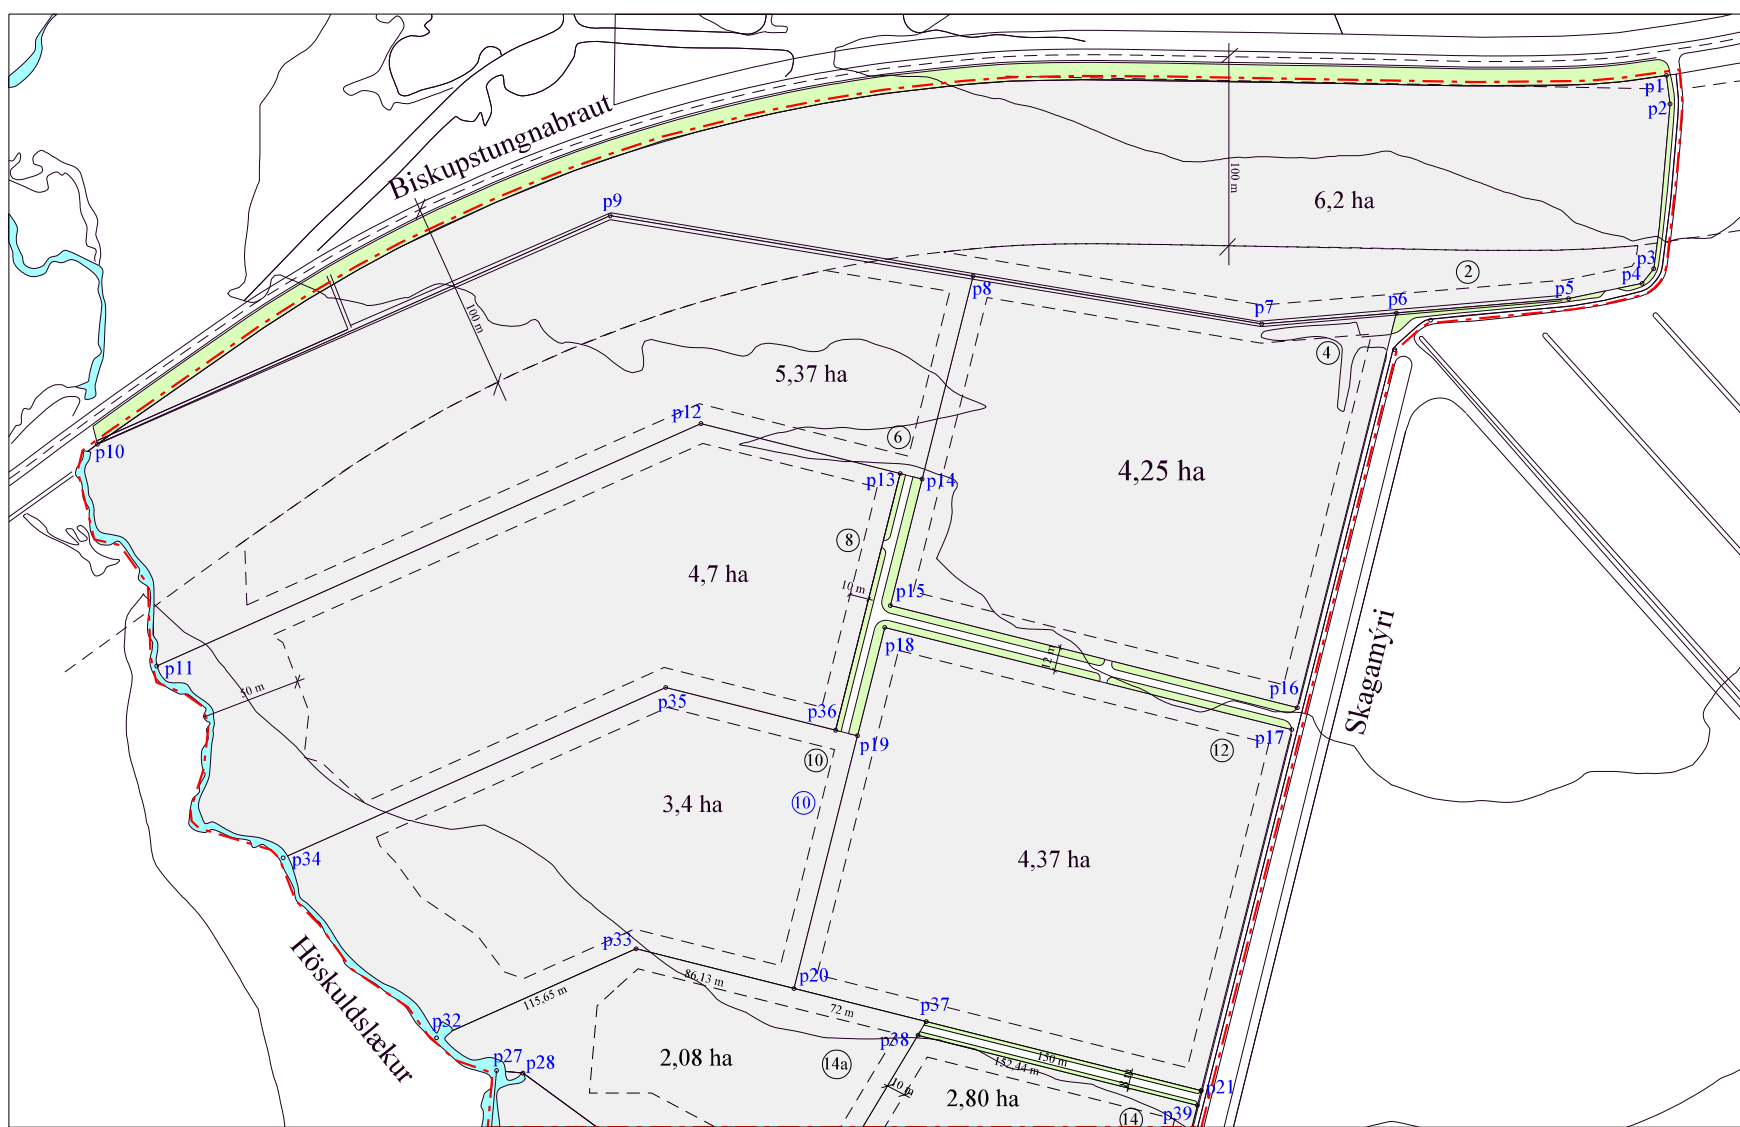 Biskupstungnabraut
p1
p2
100 m
6,2 ha
p9
p3
2
p4
p5
p8
p7
p6
100 m
4
5,37 ha
p12
6
p10
4,25 ha
p13
p14
8
4,7 ha
10 m
p15
p18
12 m
p11
50 m
p35
p16
Skagamýri
p36
p17
p19
12
10
3,4 ha
10
p34
4,37 ha
p33
Höskuldslækur
86,13 m
p20
115,65 m
72 m
p37
p32
p38
2,08 ha
14a
150 m
152,44 m
p27
p28
8
10 m
p21
2,80 ha
p39
14